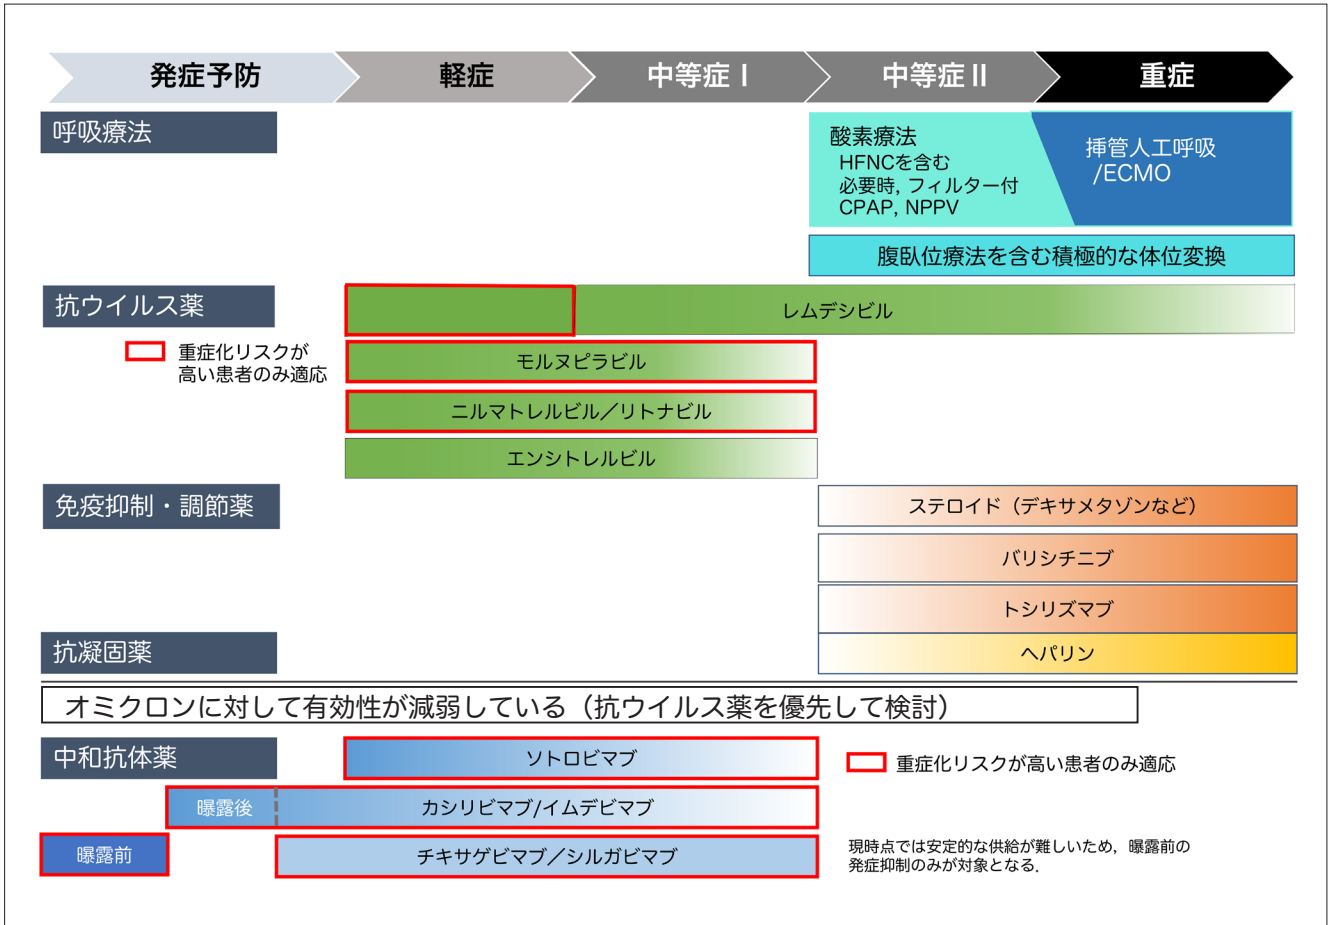 発症予防
軽症
中等症Ⅰ
中等症Ⅱ
重症
呼吸療法
酸素療法
HFNCを含む
必要時, フィルター付
CPAP, NPPV
挿管人工呼吸
/ECMO
腹臥位療法を含む積極的な体位変換
抗ウイルス薬
レムデシビル
重症化リスクが
高い患者のみ適応
モルヌピラビル
ニルマトレルビル／リトナビル
エンシトレルビル
免疫抑制・調節薬
ステロイド（デキサメタゾンなど）
バリシチニブ
トシリズマブ
抗凝固薬
ヘパリン
オミクロンに対して有効性が減弱している（抗ウイルス薬を優先して検討）
中和抗体薬
ソトロビマブ
重症化リスクが高い患者のみ適応
曝露後
カシリビマブ/イムデビマブ
曝露前
チキサゲビマブ／シルガビマブ
現時点では安定的な供給が難しいため，曝露前の
発症抑制のみが対象となる．